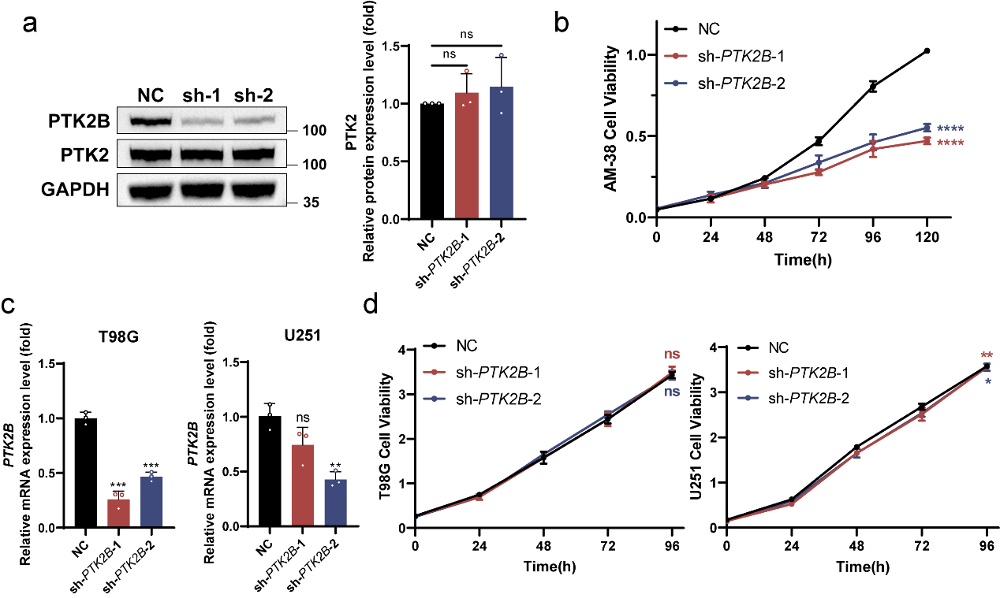 a
NC sh-1 sh-2
PTK2B
100
PTK2
100
GAPDH
35
PTK2
Relative protein expression level (fold)
1.5
1.0
0.5
0.0
ns
ns
NC
sh-PTK2B-1
sh-PTK2B-2
b
NC
sh-PTK2B-1
sh-PTK2B-2
AM-38 Cell Viability
1.0
0.5
0.0
****
****
0 24 48 72 96 120
Time(h)
c
T98G
PTK2B
Relative mRNA expression level (fold)
1.5
1.0
0.5
0.0
***
***
NC
sh-PTK2B-1
sh-PTK2B-2
U251
PTK2B
Relative mRNA expression level (fold)
1.5
1.0
0.5
0.0
ns
**
NC
sh-PTK2B-1
sh-PTK2B-2
d
NC
sh-PTK2B-1
sh-PTK2B-2
T98G Cell Viability
4
3
2
1
0
ns
ns
0 24 48 72 96
Time(h)
NC
sh-PTK2B-1
sh-PTK2B-2
U251 Cell Viability
4
3
2
1
0
**
*
0 24 48 72 96
Time(h)